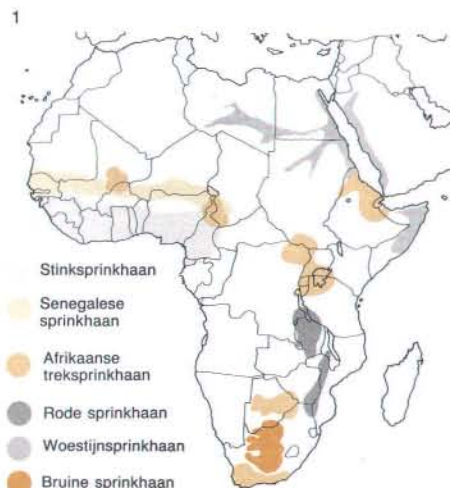 1
Stinksprinkhaan
Senegalese
sprinkhaan
Afrikaanse
treksprinkhaan
Rode sprinkhaan
Woestijnsprinkhaan
Bruine sprinkhaan